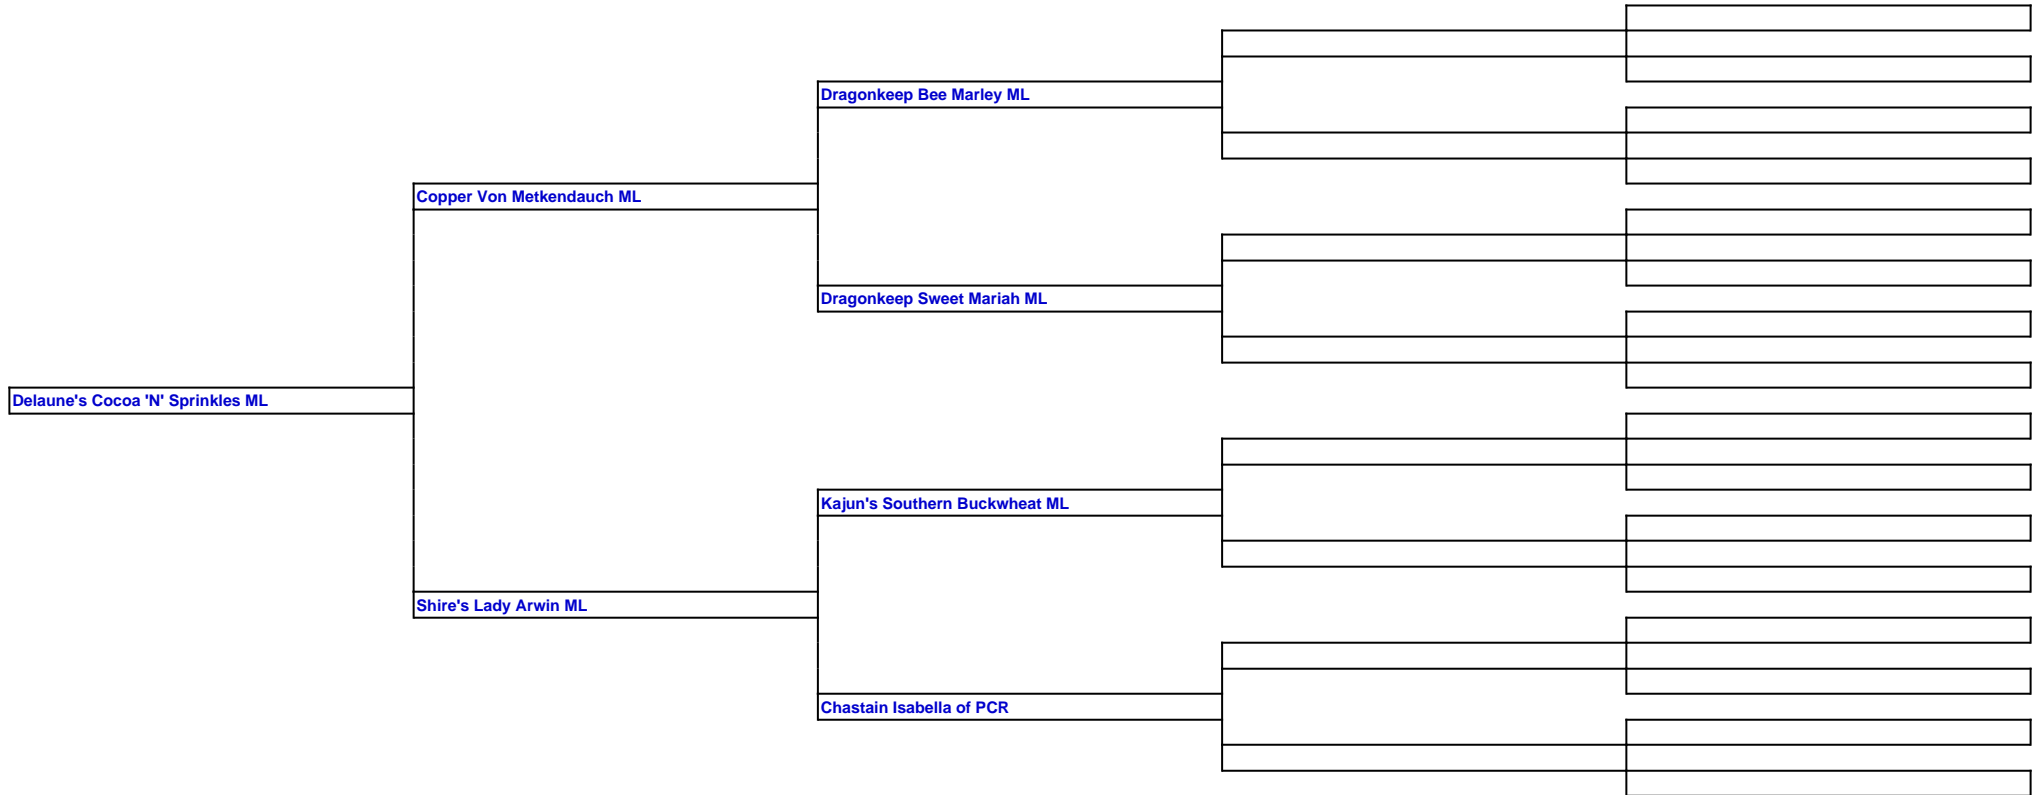 Dragonkeep Bee Marley ML
Copper Von Metkendauch ML
Dragonkeep Sweet Mariah ML
Delaune's Cocoa 'N' Sprinkles ML
Kajun's Southern Buckwheat ML
Shire's Lady Arwin ML
Chastain Isabella of PCR